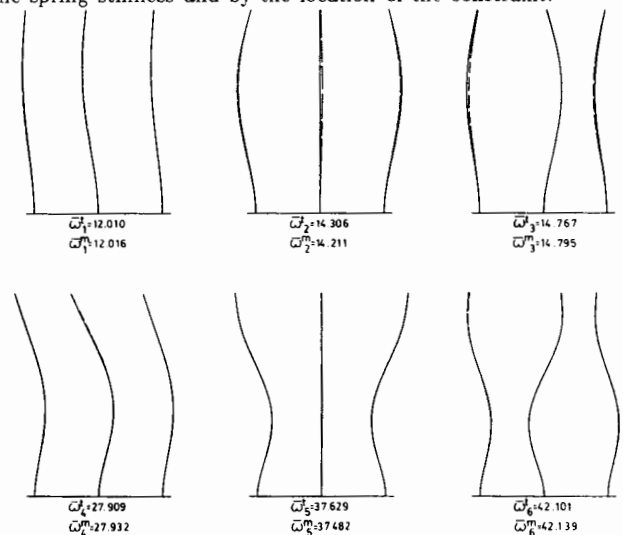 the spring stiffness and by the location of the constraint.
ω̅ᵗ₁=12.010
ω̅ᵐ₁=12.016
ω̅ᵗ₂=14.306
ω̅ᵐ₂=14.211
ω̅ᵗ₃=14.767
ω̅ᵐ₃=14.795
ω̅ᵗ₄=27.909
ω̅ᵐ₄=27.932
ω̅ᵗ₅=37.629
ω̅ᵐ₅=37482
ω̅ᵗ₆=42.101
ω̅ᵐ₆=42.139